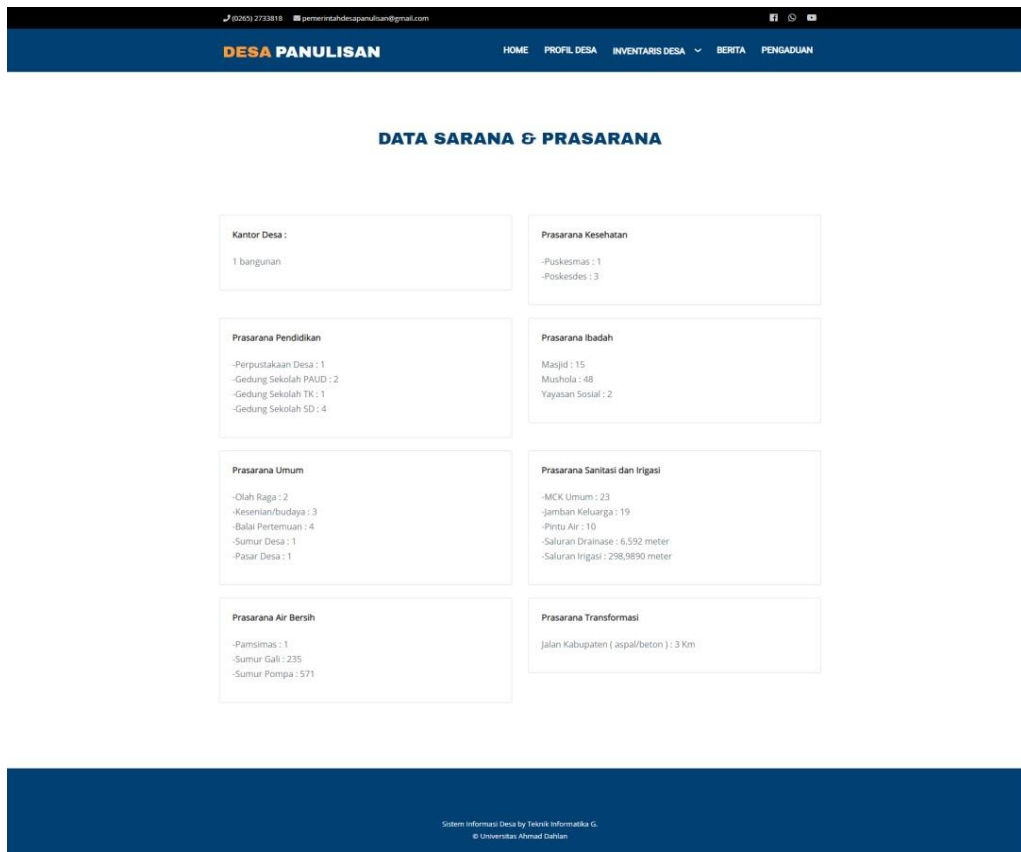 (0265) 2733818 pemerintahdesapanulisan@gmail.com
DESA PANULISAN HOME PROFIL DESA INVENTARIS DESA BERITA PENGADUAN
DATA SARANA & PRASARANA
Kantor Desa :
1 bangunan
Prasarana Kesehatan
-Puskesmas : 1
-Poskesdes : 3
Prasarana Pendidikan
-Perpustakaan Desa : 1
-Gedung Sekolah PAUD : 2
-Gedung Sekolah TK : 1
-Gedung Sekolah SD : 4
Prasarana Ibadah
Masjid : 15
Mushola : 48
Yayasan Sosial : 2
Prasarana Umum
-Olah Raga : 2
-Kesenian/budaya : 3
-Balai Pertemuan : 4
-Sumur Desa : 1
-Pasar Desa : 1
Prasarana Sanitasi dan Irigasi
-MCK Umum : 23
-Jamban Keluarga : 19
-Pintu Air : 10
-Saluran Drainase : 6.592 meter
-Saluran Irigasi : 298,9890 meter
Prasarana Air Bersih
-Pamsimas : 1
-Sumur Gali : 235
-Sumur Pompa : 571
Prasarana Transformasi
Jalan Kabupaten ( aspal/beton ) : 3 Km
Sistem Informasi Desa by Teknik Informatika G.
© Universitas Ahmad Dahlan